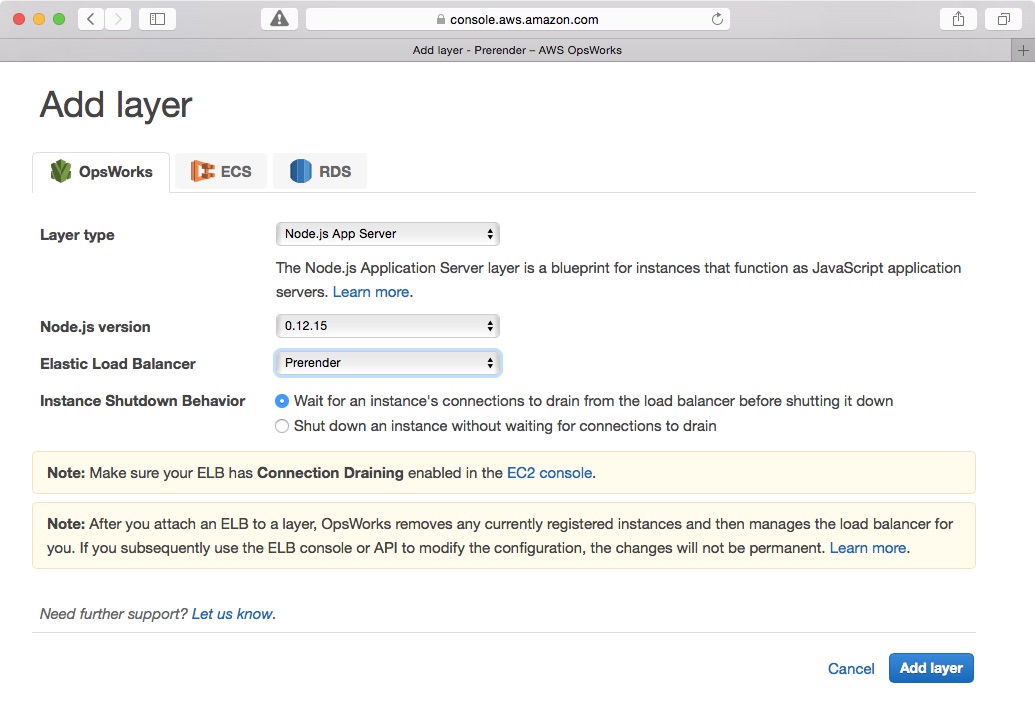 console.aws.amazon.com
Add layer - Prerender – AWS OpsWorks
Add layer
OpsWorks
ECS
RDS
Layer type
Node.js App Server
The Node.js Application Server layer is a blueprint for instances that function as JavaScript application
servers. Learn more.
Node.js version
0.12.15
Elastic Load Balancer
Prerender
Instance Shutdown Behavior
Wait for an instance's connections to drain from the load balancer before shutting it down
Shut down an instance without waiting for connections to drain
Note: Make sure your ELB has Connection Draining enabled in the EC2 console.
Note: After you attach an ELB to a layer, OpsWorks removes any currently registered instances and then manages the load balancer for
you. If you subsequently use the ELB console or API to modify the configuration, the changes will not be permanent. Learn more.
Need further support? Let us know.
Cancel
Add layer